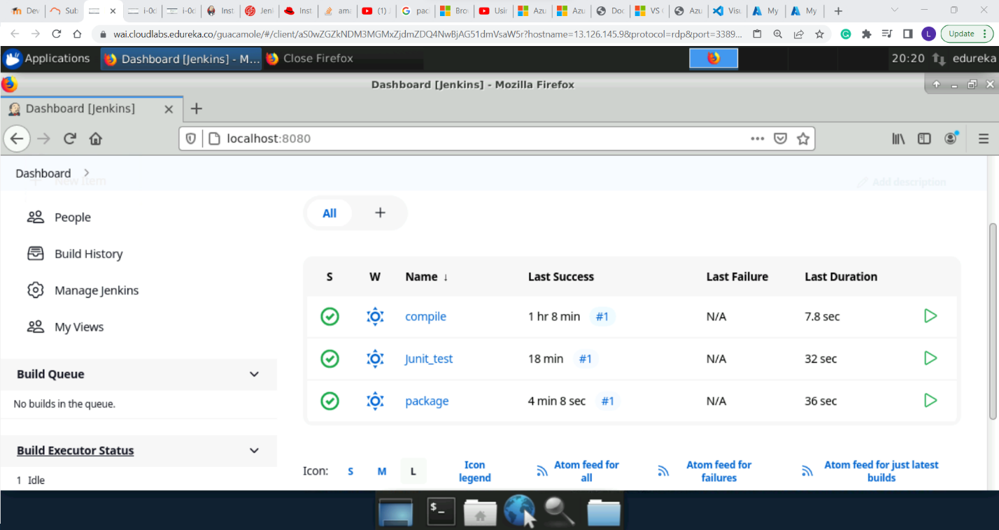 Dev
Sub
i-0d
i-0d
Inst
Jen
Inst
ama
(1)
pac
Bro
Usin
Azu
Azu
Doc
VS
Azu
Visu
My
My
wai.cloudlabs.edureka.co/guacamole/#/client/aS0wZGZkNDM3MGMxZjdmZDQ4NwBjAG51dmVsaW5r?hostname=13.126.145.9&protocol=rdp&port=3389...
L
Update
Applications
Dashboard [Jenkins] - M...
Close Firefox
20:20
edureka
Dashboard [Jenkins] - Mozilla Firefox
Dashboard [Jenkins]
localhost:8080
Dashboard
New Item
Add description
People
Build History
Manage Jenkins
My Views
Build Queue
No builds in the queue.
Build Executor Status
1 Idle
All +
S W Name ↓ Last Success Last Failure Last Duration
compile 1 hr 8 min #1 N/A 7.8 sec
Junit_test 18 min #1 N/A 32 sec
package 4 min 8 sec #1 N/A 36 sec
Icon: S M L
Icon
legend
Atom feed for
all
Atom feed for
failures
Atom feed for just latest
builds
$_